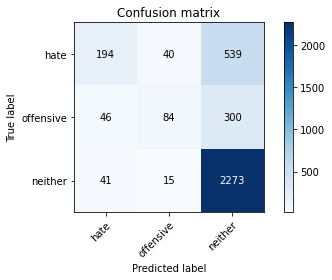 Confusion matrix
hate 194 40 539
offensive 46 84 300
neither 41 15 2273
hate offensive neither
True label
Predicted label
2000
1500
1000
500